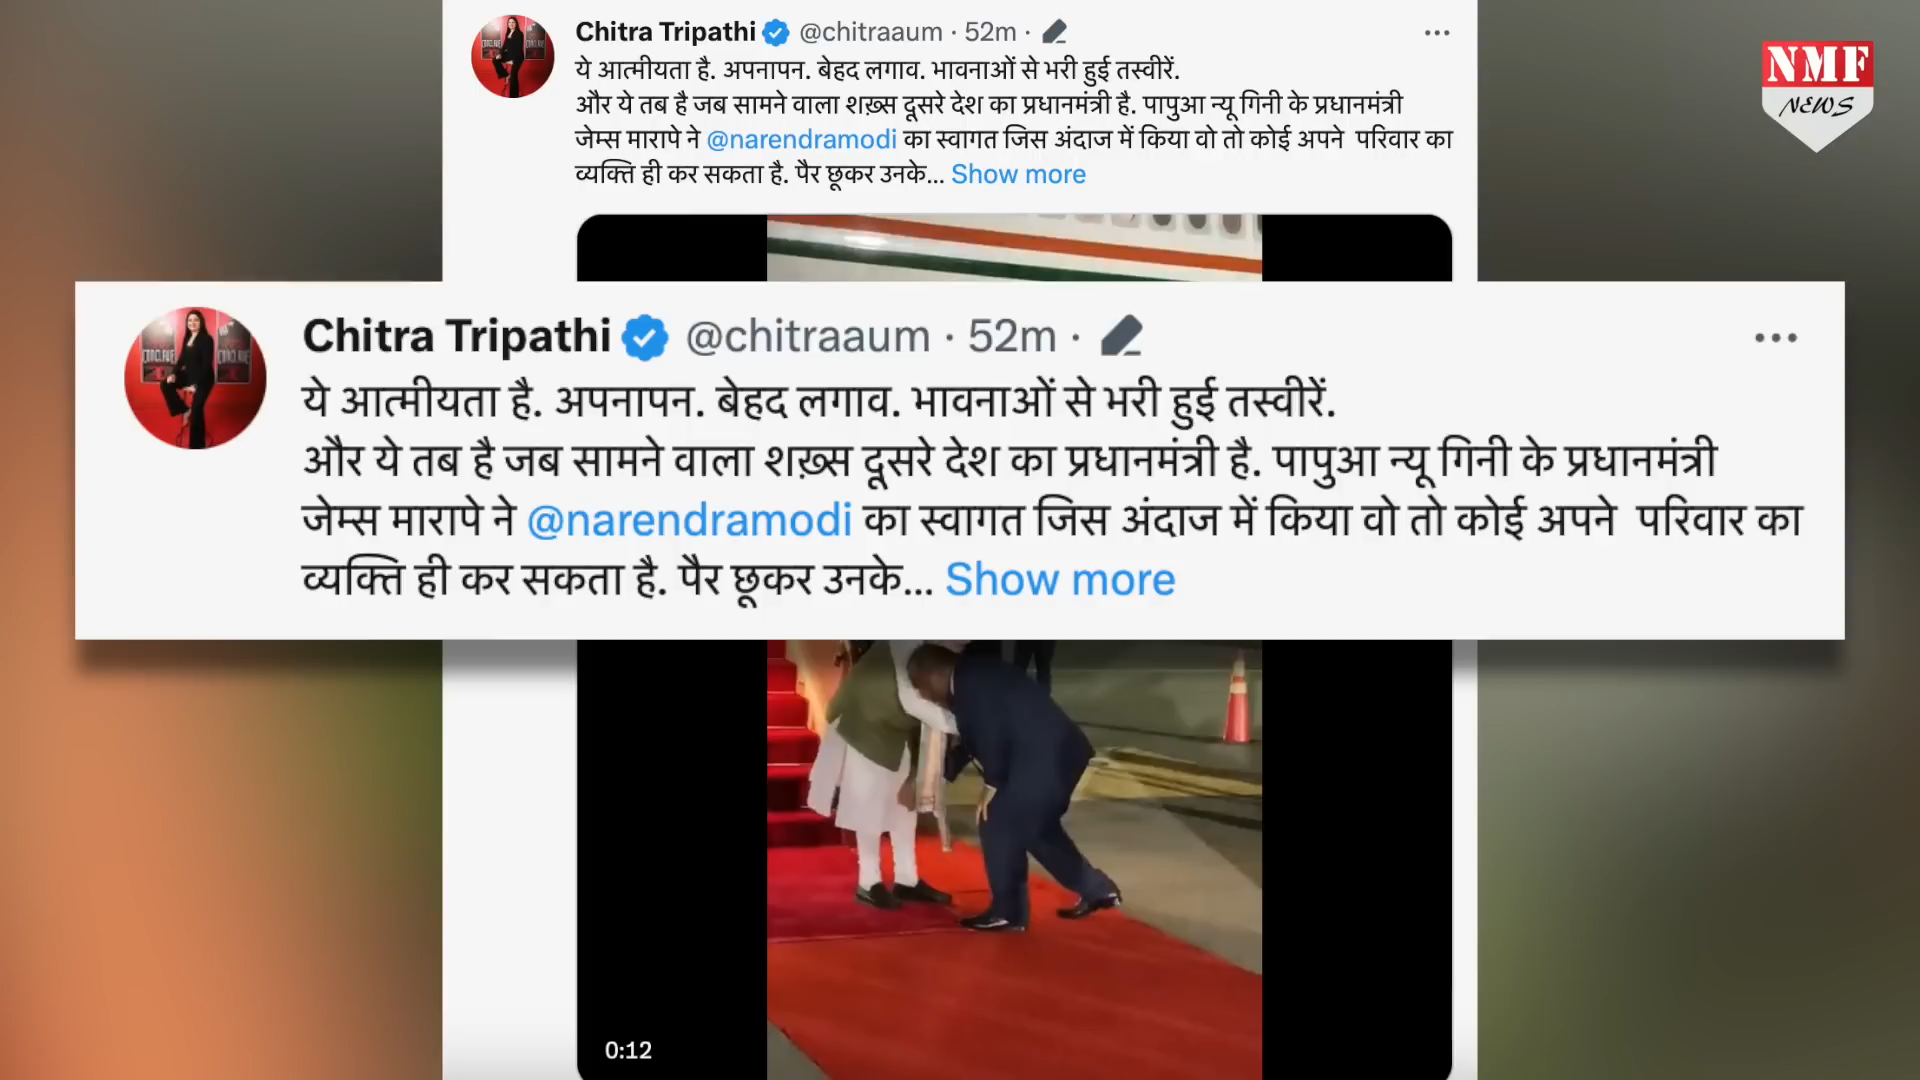 Chitra Tripathi @chitraaum · 52m ·
ये आत्मीयता है. अपनापन. बेहद लगाव. भावनाओं से भरी हुई तस्वीरें.
और ये तब है जब सामने वाला शख़्स दूसरे देश का प्रधानमंत्री है. पापुआ न्यू गिनी के प्रधानमंत्री
जेम्स मारापे ने @narendramodi का स्वागत जिस अंदाज में किया वो तो कोई अपने परिवार का
व्यक्ति ही कर सकता है. पैर छूकर उनके... Show more
NMF
NEWS
Chitra Tripathi @chitraaum · 52m ·
ये आत्मीयता है. अपनापन. बेहद लगाव. भावनाओं से भरी हुई तस्वीरें.
और ये तब है जब सामने वाला शख़्स दूसरे देश का प्रधानमंत्री है. पापुआ न्यू गिनी के प्रधानमंत्री
जेम्स मारापे ने @narendramodi का स्वागत जिस अंदाज में किया वो तो कोई अपने परिवार का
व्यक्ति ही कर सकता है. पैर छूकर उनके... Show more
0:12